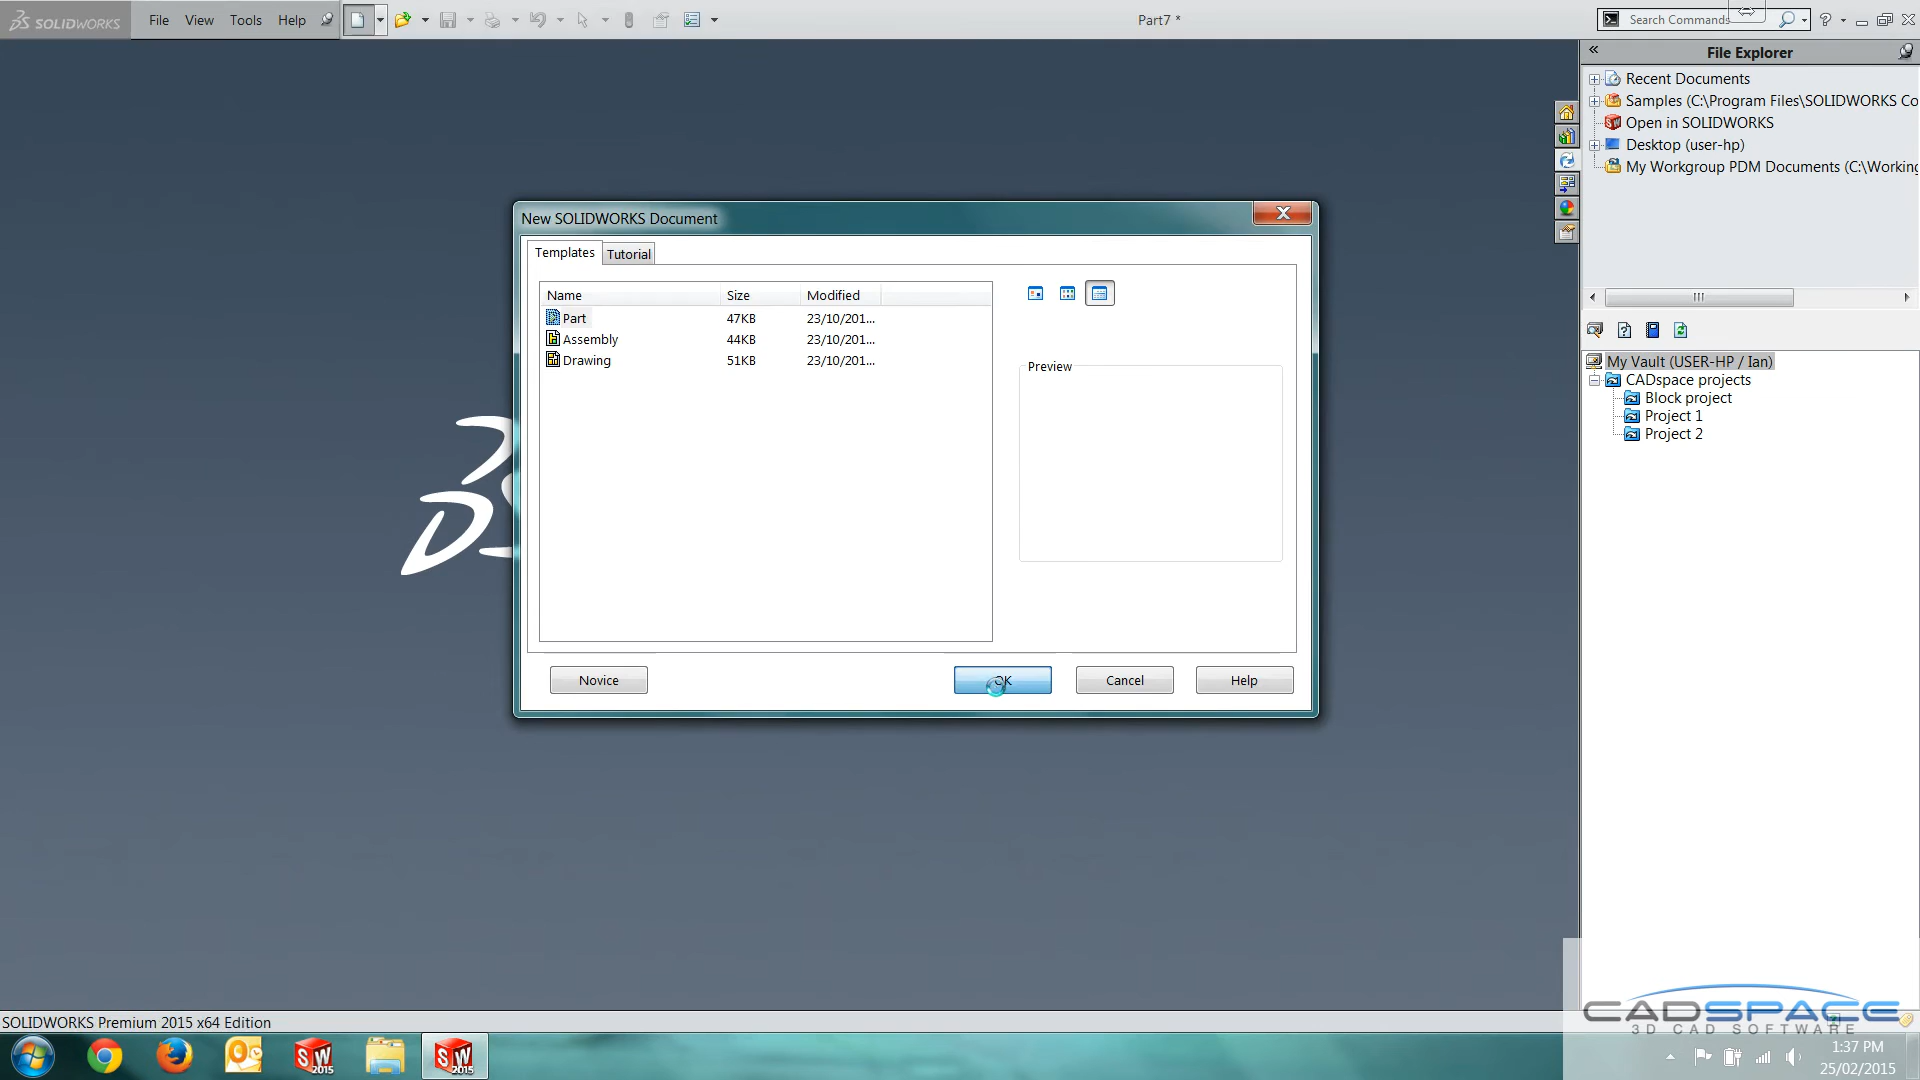 SOLIDWORKS File View Tools Help Part7 * Search Commands
File Explorer
Recent Documents
Samples (C:\Program Files\SOLIDWORKS Co
Open in SOLIDWORKS
Desktop (user-hp)
My Workgroup PDM Documents (C:\Working
New SOLIDWORKS Document
Templates Tutorial
Name Size Modified
Part 47KB 23/10/201...
Assembly 44KB 23/10/201...
Drawing 51KB 23/10/201...
Preview
My Vault (USER-HP / Ian)
CADspace projects
Block project
Project 1
Project 2
Novice OK Cancel Help
SOLIDWORKS Premium 2015 x64 Edition
CADSPACE
3D CAD SOFTWARE
SW 2015
SW 2015
1:37 PM
25/02/2015